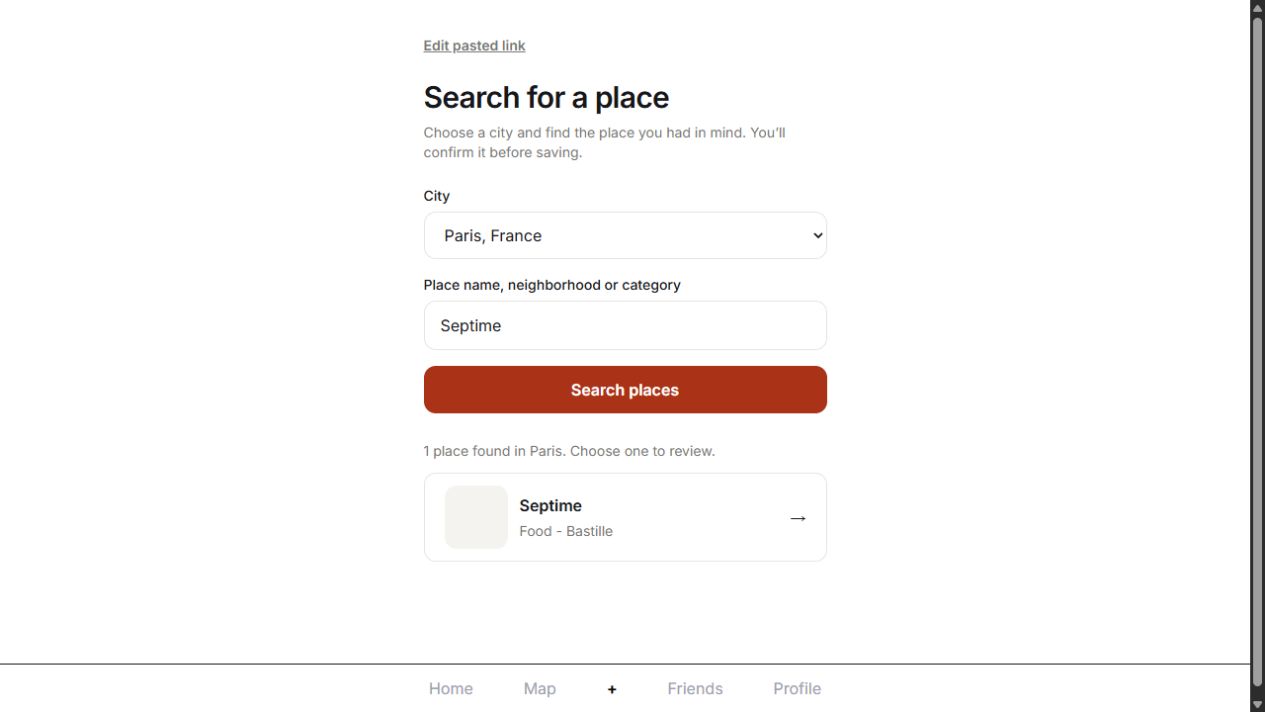 Edit pasted link
Search for a place
Choose a city and find the place you had in mind. You'll
confirm it before saving.
City
Paris, France
Place name, neighborhood or category
Septime
Search places
1 place found in Paris. Choose one to review.
Septime
Food - Bastille
→
Home Map + Friends Profile